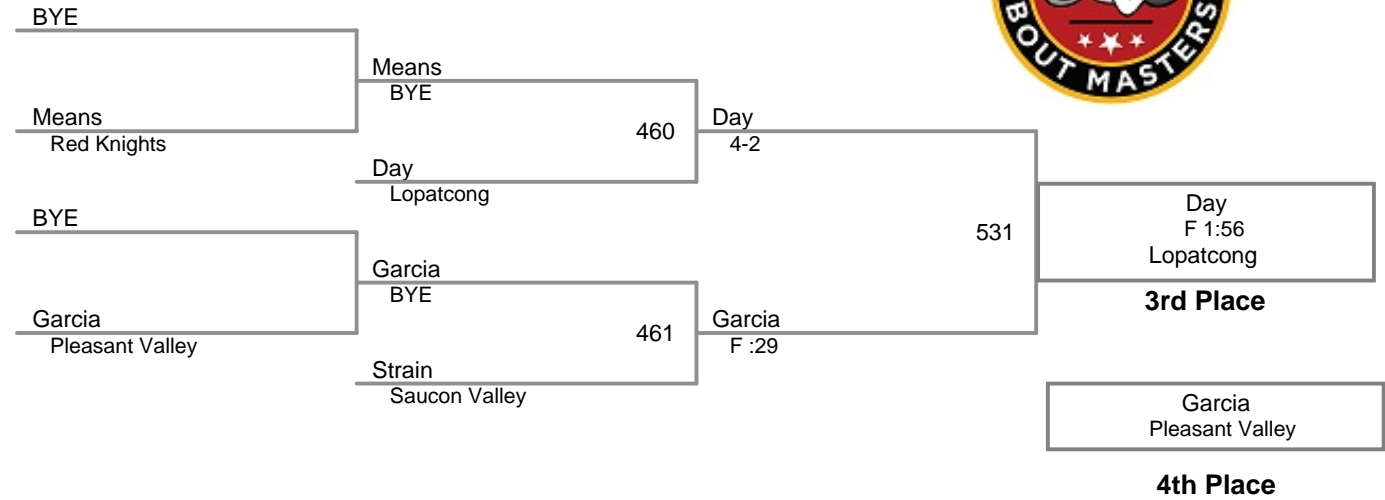 BYE
Means
Red Knights
BYE
Garcia
Pleasant Valley
Means
BYE
460
Day
Lopatcong
Garcia
BYE
461
Strain
Saucon Valley
Day
4-2
531
Garcia
F :29
Day
F 1:56
Lopatcong
3rd Place
Garcia
Pleasant Valley
4th Place
BOUT MASTERS